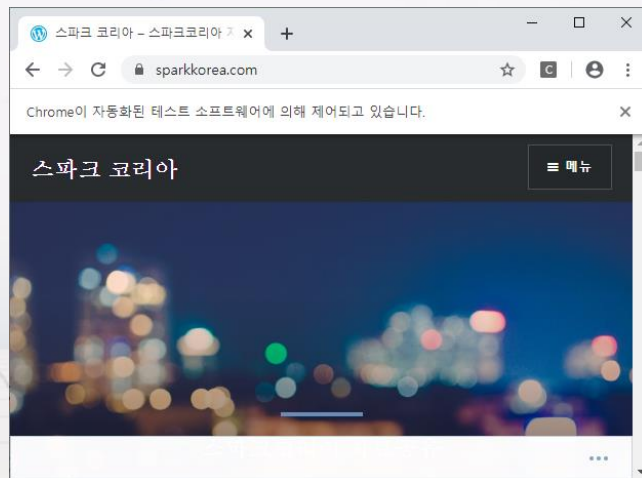 스파크 코리아 – 스파크코리아
sparkkorea.com
Chrome이 자동화된 테스트 소프트웨어에 의해 제어되고 있습니다.
스파크 코리아
≡ 메뉴